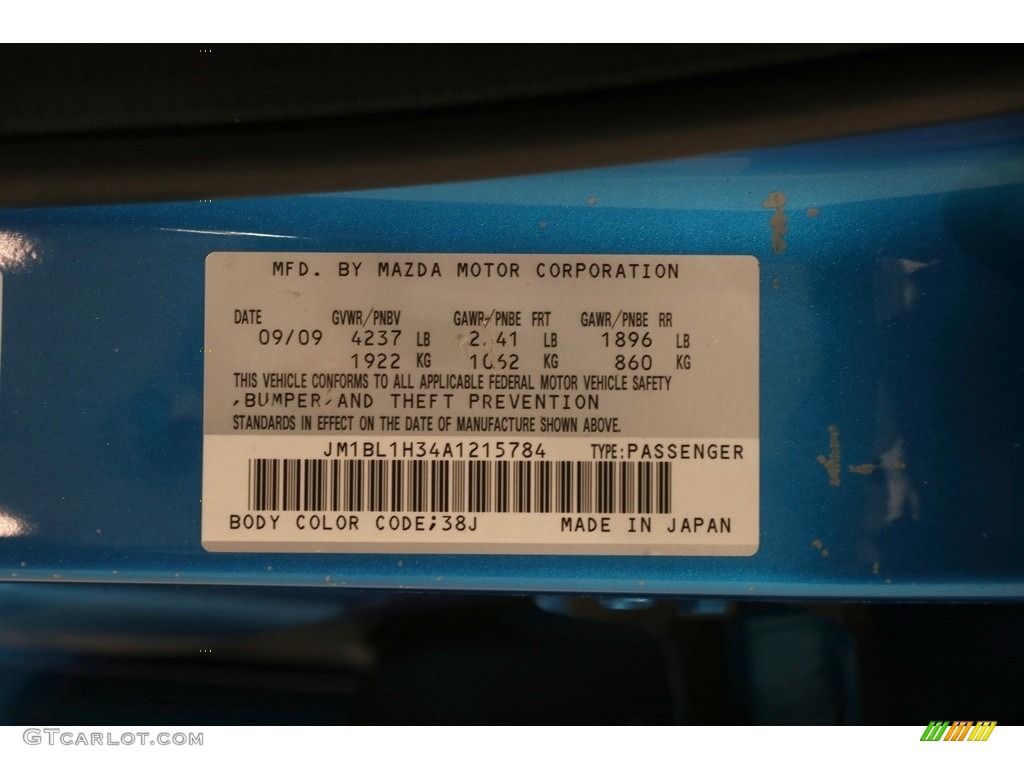 MFD. BY MAZDA MOTOR CORPORATION
DATE GVWR/PNBV GAWR/PNBE FRT GAWR/PNBE RR
09/09 4237 LB LB 1896 LB
1922 KG KG 860 KG
THIS VEHICLE CONFORMS TO ALL APPLICABLE FEDERAL MOTOR VEHICLE SAFETY
,BUMPER,AND THEFT PREVENTION
STANDARDS IN EFFECT ON THE DATE OF MANUFACTURE SHOWN ABOVE.
JM1BL1H34A1215784 TYPE:PASSENGER
BODY COLOR CODE;38J MADE IN JAPAN
GTcarlot.com